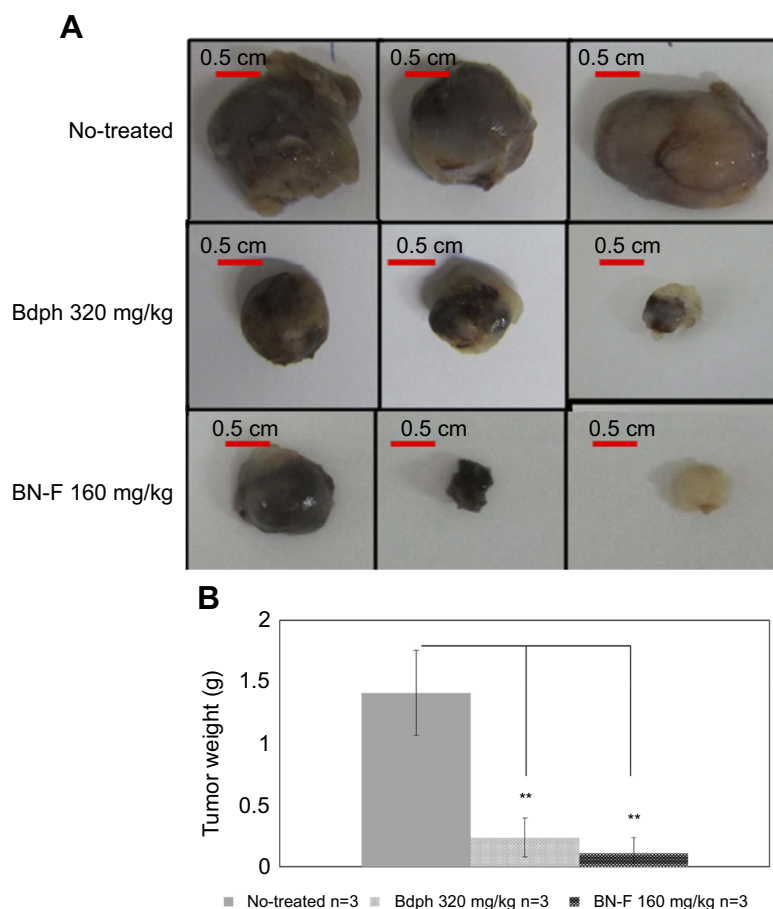 A
0.5 cm 0.5 cm 0.5 cm
No-treated
0.5 cm 0.5 cm 0.5 cm
Bdph 320 mg/kg
0.5 cm 0.5 cm 0.5 cm
BN-F 160 mg/kg
B
2
1.5
1
0.5
0
Tumor weight (g)
**
**
No-treated n=3 Bdph 320 mg/kg n=3 BN-F 160 mg/kg n=3